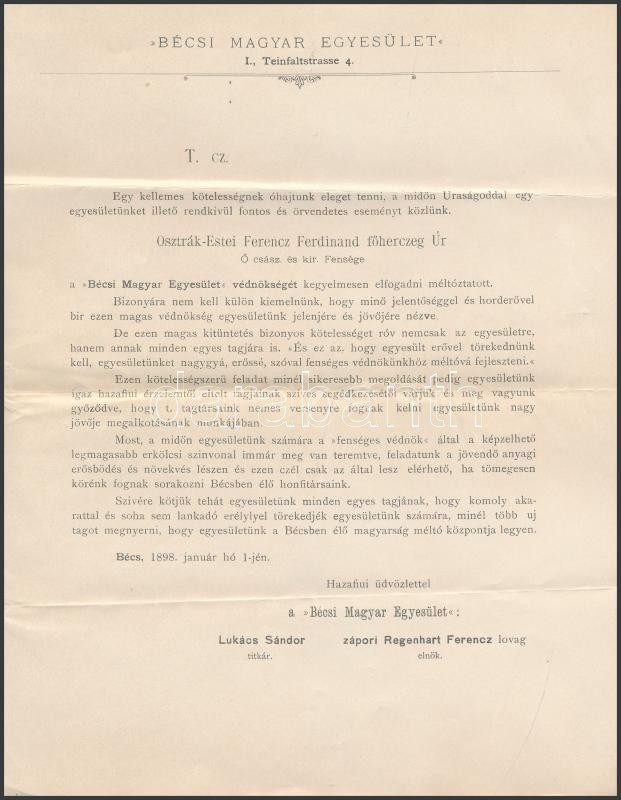 »BÉCSI MAGYAR EGYESÜLET«
I., Teinfaltstrasse 4.
T. cz.
Egy kellemes kötelességnek óhajtunk eleget tenni, a midőn Uraságoddal egy
egyesületünket illető rendkivül fontos és örvendetes eseményt közlünk.
Osztrák-Estei Ferencz Ferdinand főherczeg Úr
Ő csász. és kir. Fensége
a »Bécsi Magyar Egyesület« védnökségét kegyelmesen elfogadni méltóztatott.
Bizonyára nem kell külön kiemelnünk, hogy minő jelentőséggel és horderővel
bir ezen magas védnökség egyesületünk jelenjére és jövőjére nézve.
De ezen magas kitüntetés bizonyos kötelességet ró v nemcsak az egyesületre,
hanem annak minden egyes tagjára is. »És ez az, hogy egyesült erővel törekednünk
kell, egyesületünket nagygyá, erőssé, szóval fenséges védnökünkhöz méltóvá fejleszteni.«
Ezen kötelességszerü feladat minél sikeresebb megoldását pedig egyesületünk
igaz hazafiui érzelemtől áthatott tagjainak szives segédkezésétől várjuk és meg vagyunk
győződve, hogy t. tagtársaink nemes versenyre fognak kelni egyesületünk nagy
jövője megalkotásának munkájában.
Most, a midőn egyesületünk számára a »fenséges védnök« által a képzelhető
legmagasabb erkölcsi szinvonal immár meg van teremtve, feladatunk a jövendő anyagi
erősbödés és növekvés lészen és ezen czél csak az által lesz elérhető, ha tömegesen
körénk fognak sorakozni Bécsben élő honfitársaink.
Szivére kötjük tehát egyesületünk minden egyes tagjának, hogy komoly aka-
rattal és soha sem lankadó erélylyel törekedjék egyesületünk számára, minél több uj
tagot megnyerni, hogy egyesületünk a Bécsben élő magyarság méltó központja legyen.
Bécs, 1898. január hó 1-jén.
Hazafiui üdvözlettel
a »Bécsi Magyar Egyesület«:
Lukács Sándor zápori Regenhart Ferencz lovag
titkár. elnök.
darabanth